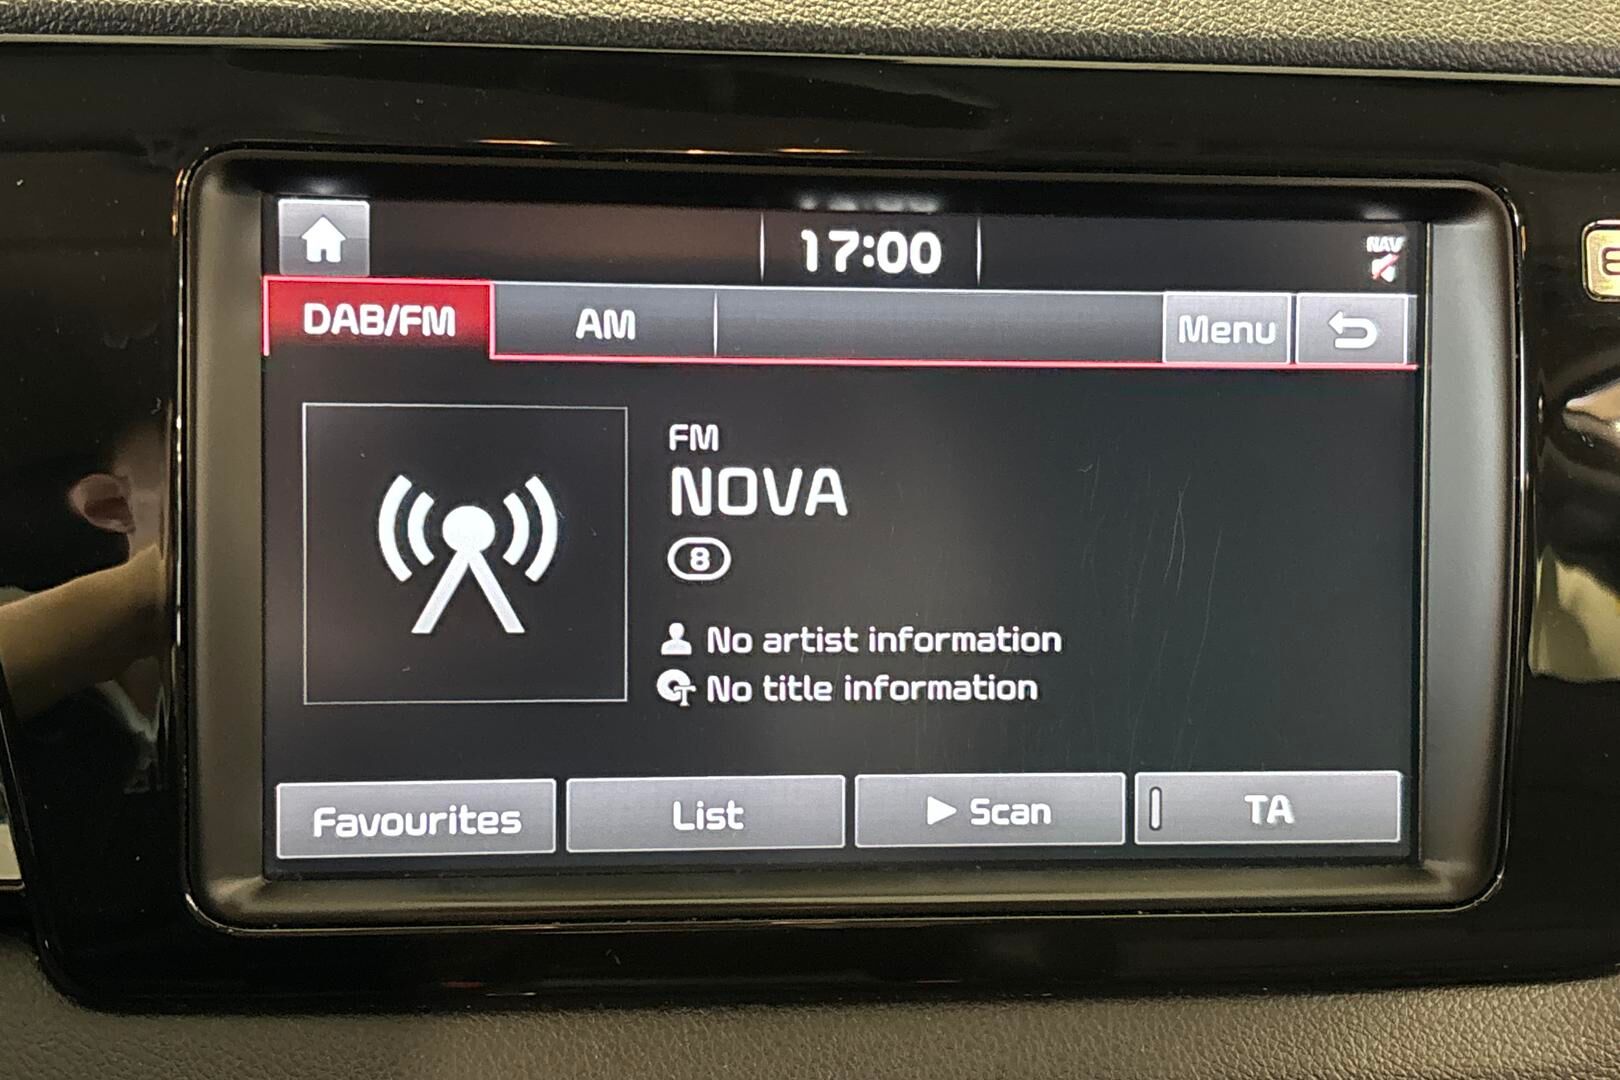 17:00
NAV
DAB/FM
AM
Menu
FM
NOVA
8
No artist information
No title information
Favourites
List
Scan
TA